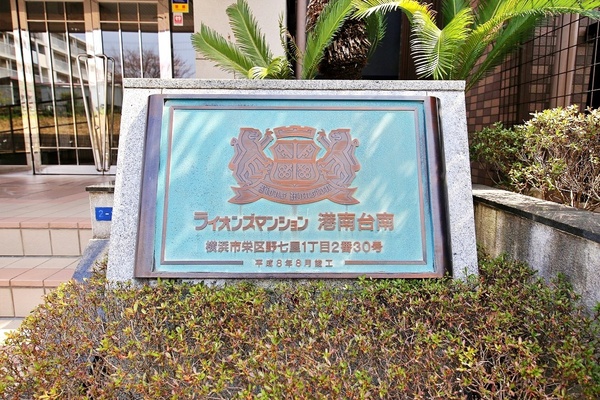 ライオンズマンション 港南台南
横浜市栄区野七里1丁目2番30号
平成8年8月竣工